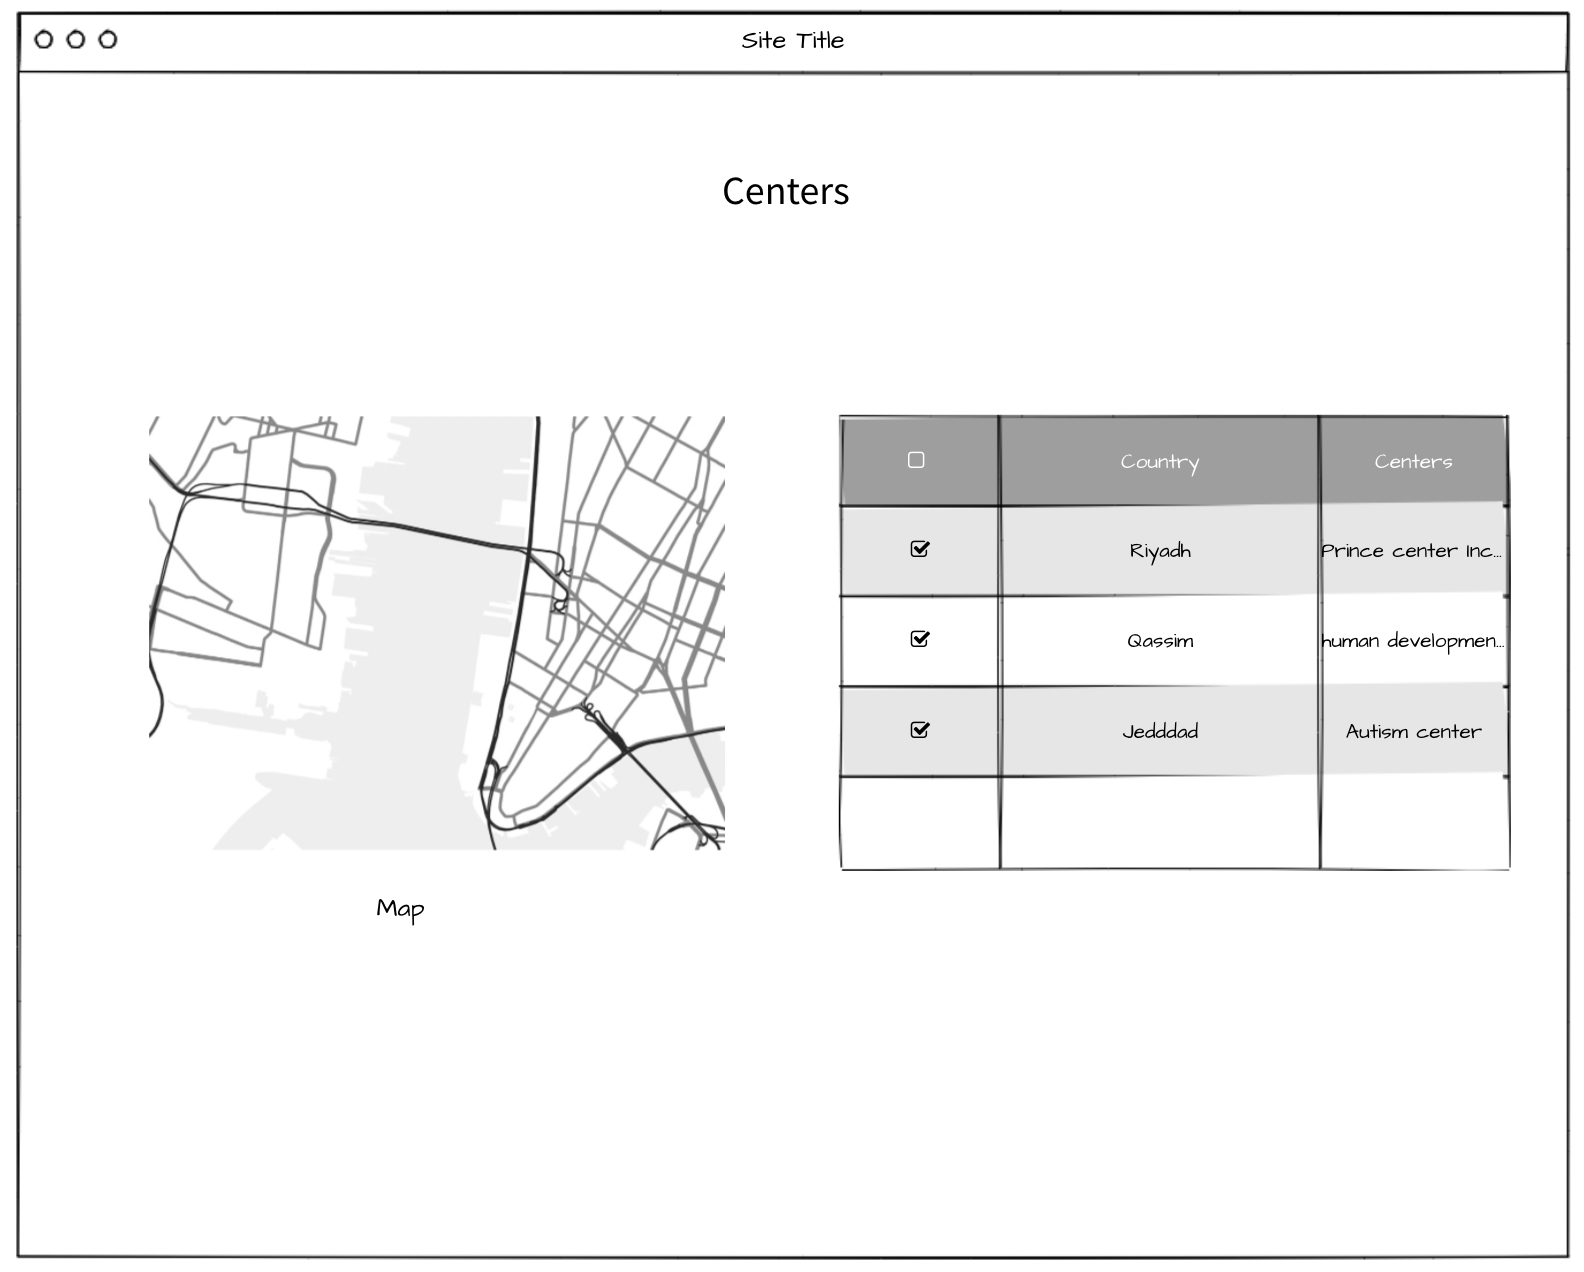 Site Title
Centers
Country Centers
Riyadh Prince center Inc...
Qassim human developmen...
Jedddad Autism center
Map